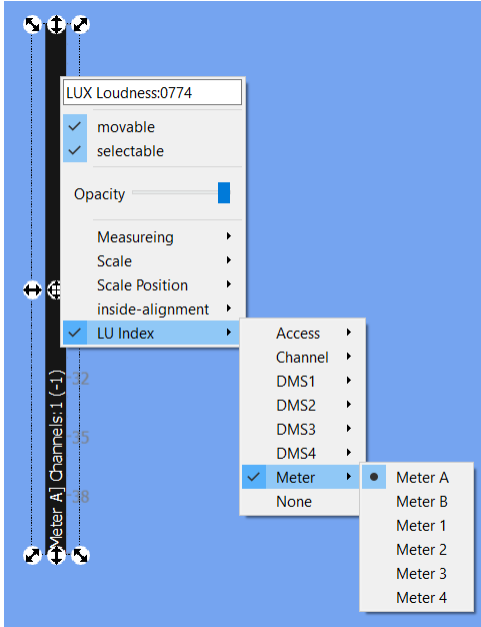 LUX Loudness:0774
movable
selectable
Opacity
Measureing
Scale
Scale Position
inside-alignment
LU Index
Access
Channel
DMS1
DMS2
DMS3
DMS4
Meter
None
Meter A
Meter B
Meter 1
Meter 2
Meter 3
Meter 4
Meter A] Channels:1 (-1)
-32
-35
-38